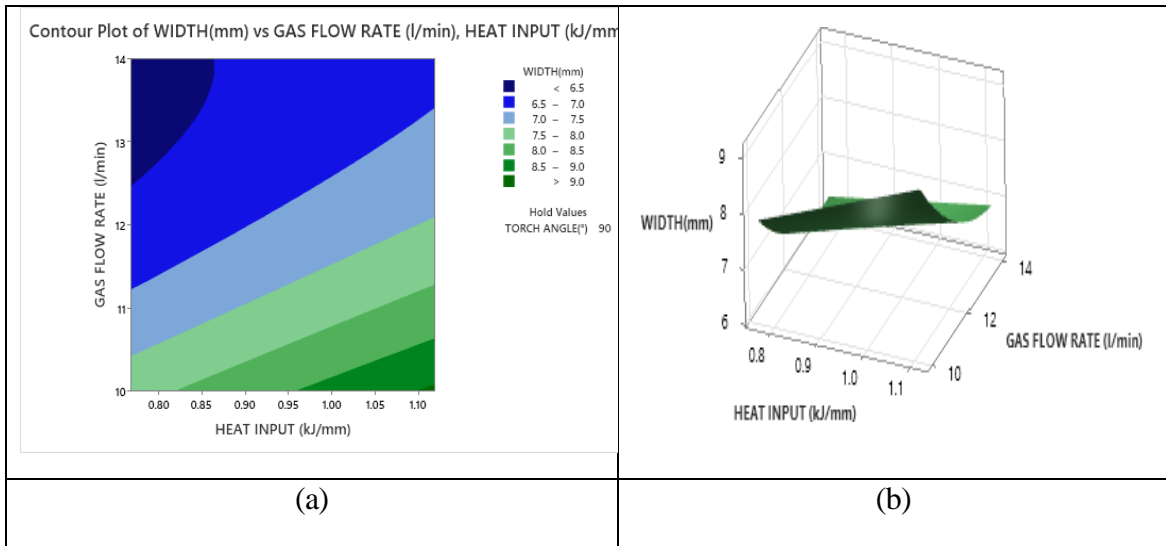 Contour Plot of WIDTH(mm) vs GAS FLOW RATE (l/min), HEAT INPUT (kJ/mm
14
13
12
11
10
GAS FLOW RATE (l/min)
0.80 0.85 0.90 0.95 1.00 1.05 1.10
HEAT INPUT (kJ/mm)
WIDTH(mm)
< 6.5
6.5 – 7.0
7.0 – 7.5
7.5 – 8.0
8.0 – 8.5
8.5 – 9.0
> 9.0
Hold Values
TORCH ANGLE(°) 90
9
8
7
6
WIDTH(mm)
0.8 0.9 1.0 1.1
HEAT INPUT (kJ/mm)
14
12
10
GAS FLOW RATE (l/min)
(a)
(b)